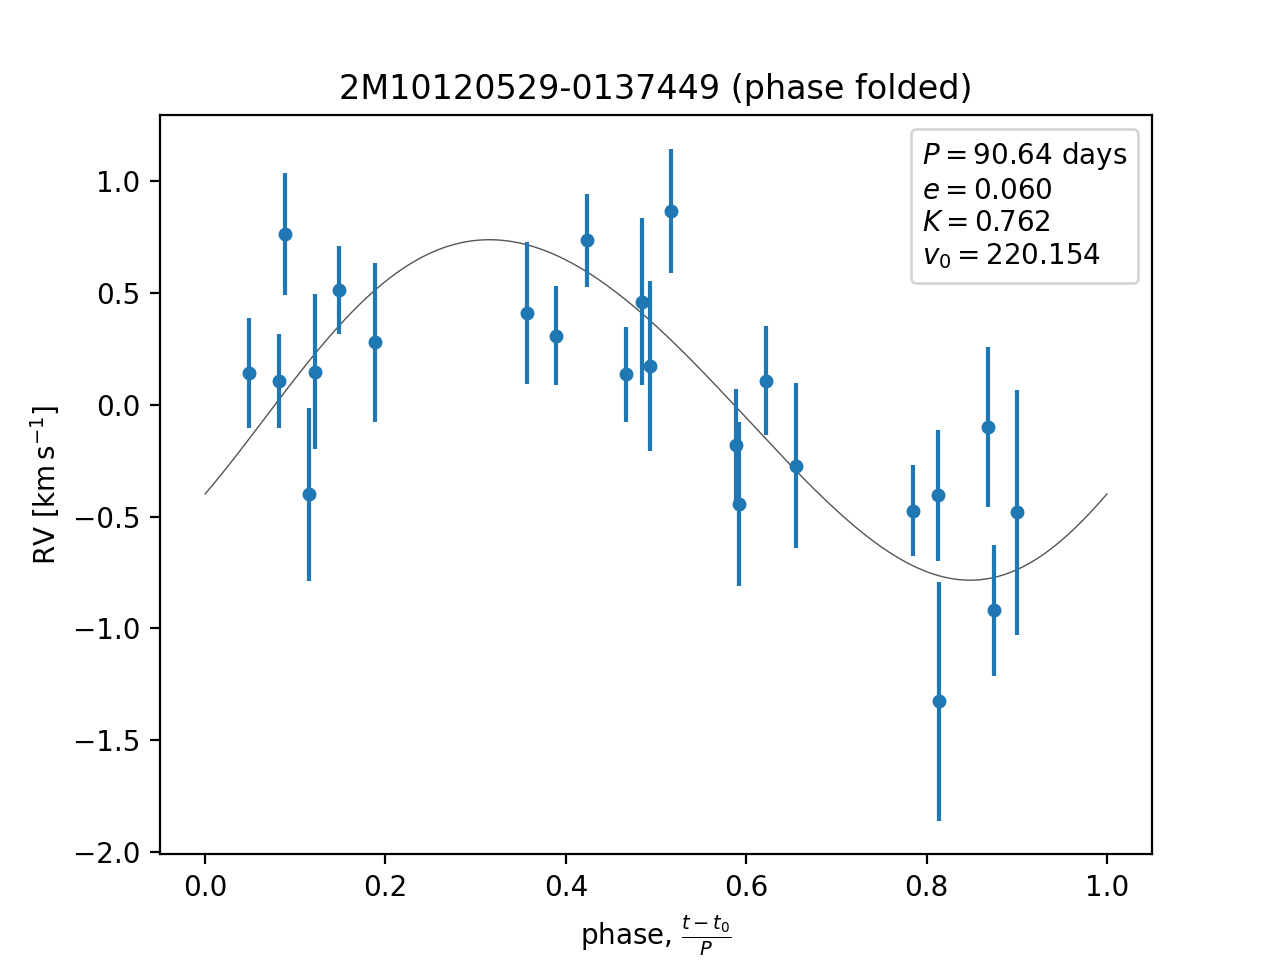 2M10120529-0137449 (phase folded)
P = 90.64 days
e = 0.060
K = 0.762
v₀ = 220.154
RV [km s⁻¹]
1.0
0.5
0.0
−0.5
−1.0
−1.5
−2.0
0.0 0.2 0.4 0.6 0.8 1.0
phase, (t − t₀)/P